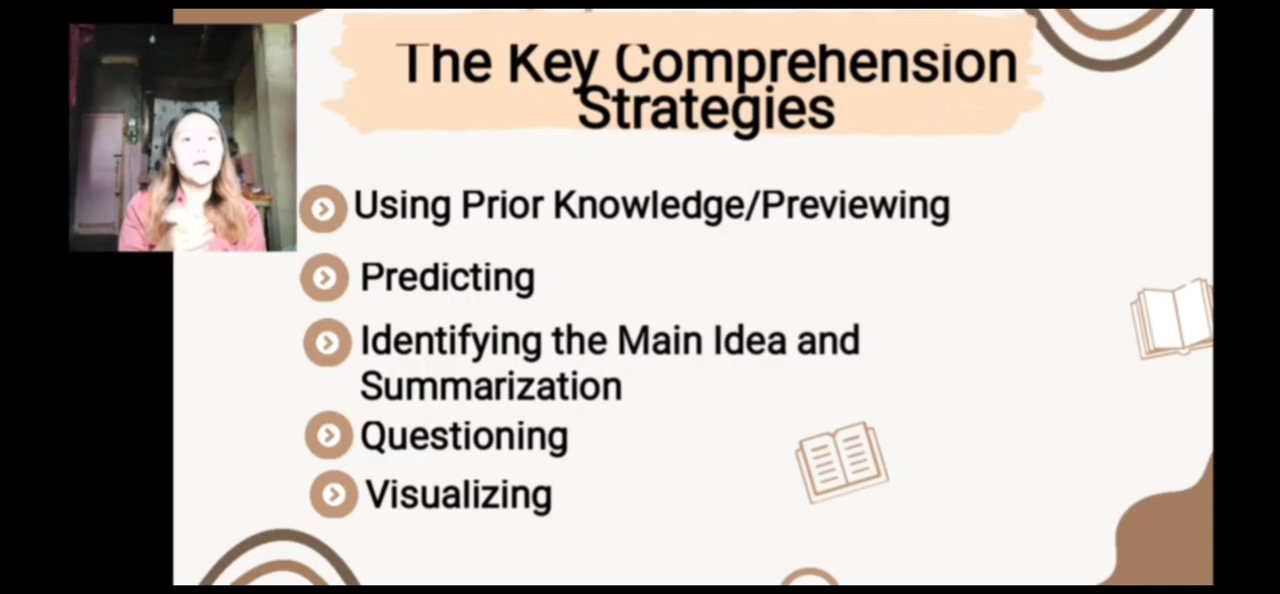 The Key Comprehension
Strategies
Using Prior Knowledge/Previewing
Predicting
Identifying the Main Idea and
Summarization
Questioning
Visualizing